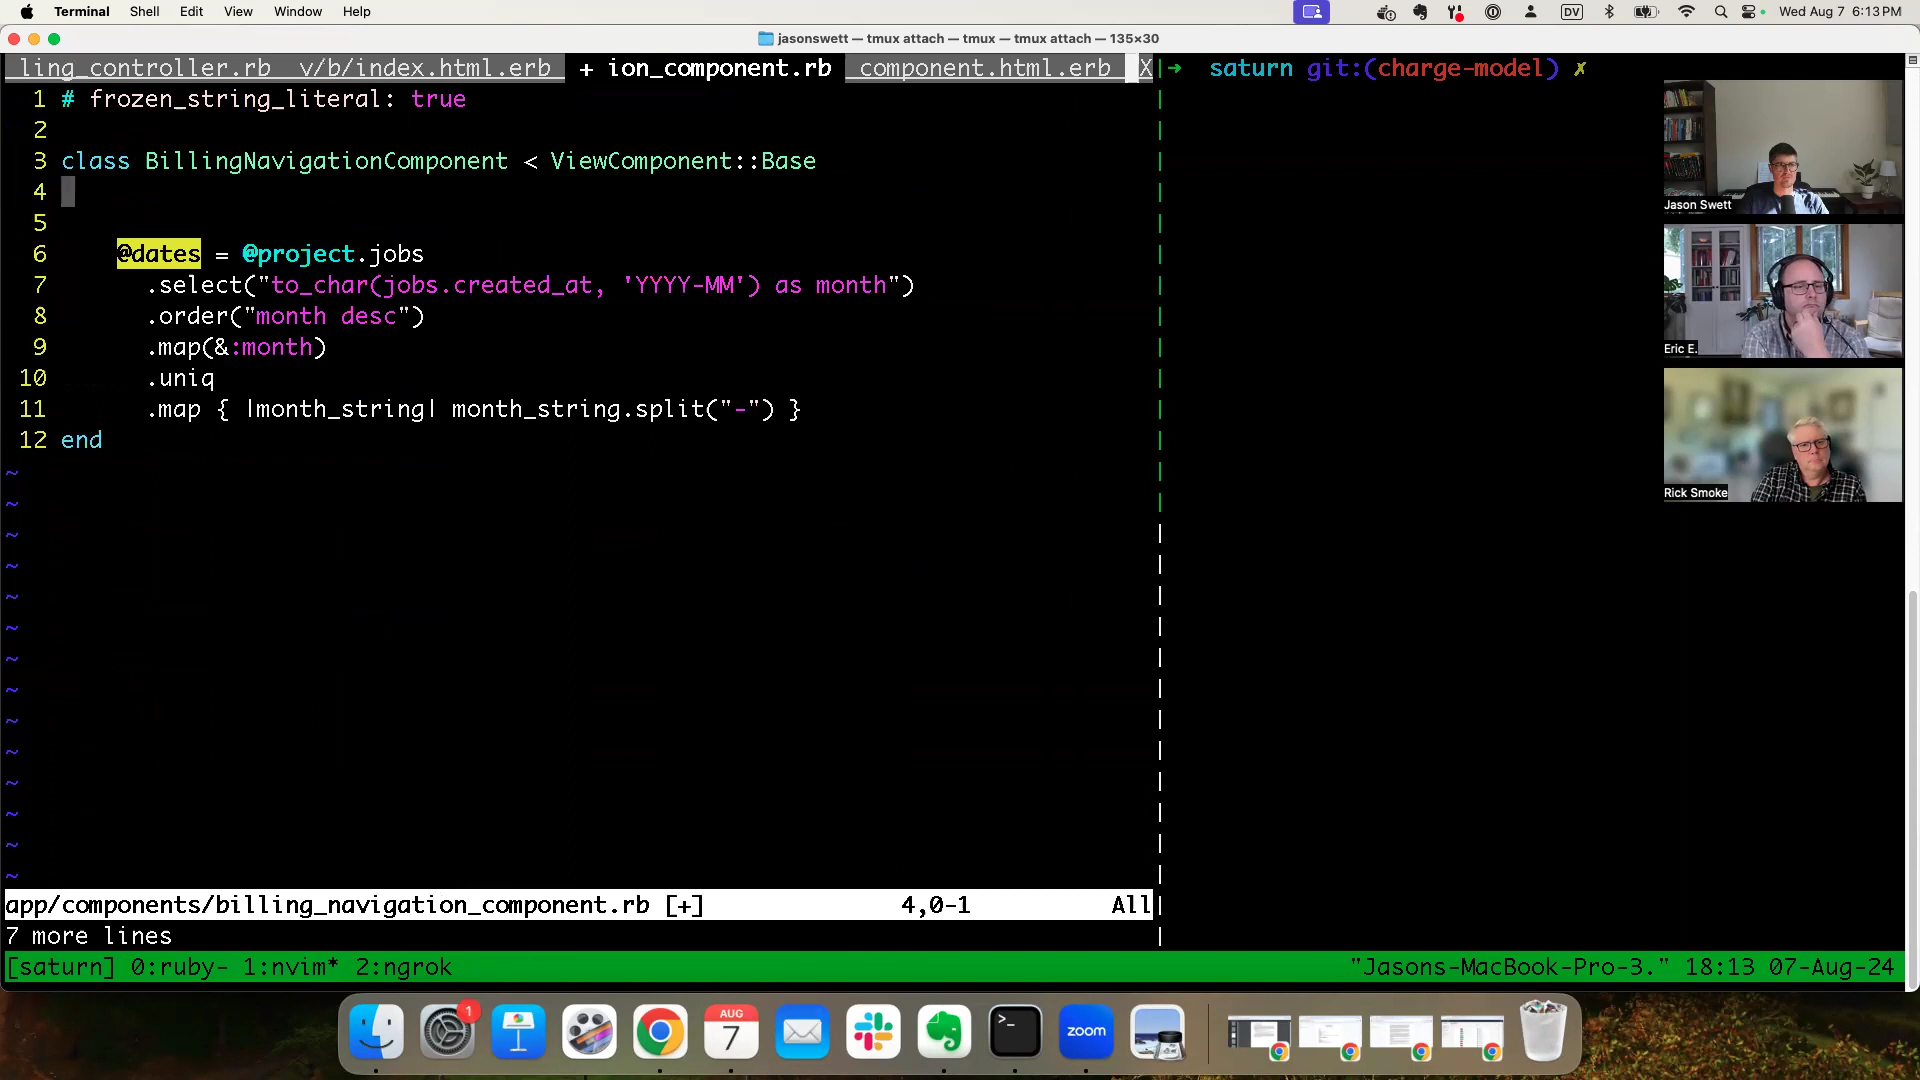 Terminal Shell Edit View Window Help DV Wed Aug 7 6:13 PM
jasonswett — tmux attach — tmux — tmux attach — 135×30
ling_controller.rb v/b/index.html.erb + ion_component.rb component.html.erb X
→ saturn git:(charge-model) ✗
1 # frozen_string_literal: true
2
3 class BillingNavigationComponent < ViewComponent::Base
4
5
6 @dates = @project.jobs
7 .select("to_char(jobs.created_at, 'YYYY-MM') as month")
8 .order("month desc")
9 .map(&:month)
10 .uniq
11 .map { |month_string| month_string.split("-") }
12 end
~
~
~
~
~
~
~
~
~
~
~
~
~
~
app/components/billing_navigation_component.rb [+] 4,0-1 All
7 more lines
[saturn] 0:ruby- 1:nvim* 2:ngrok "Jasons-MacBook-Pro-3." 18:13 07-Aug-24
Jason Swett
Eric E.
Rick Smoke
1
AUG
7
>_
zoom